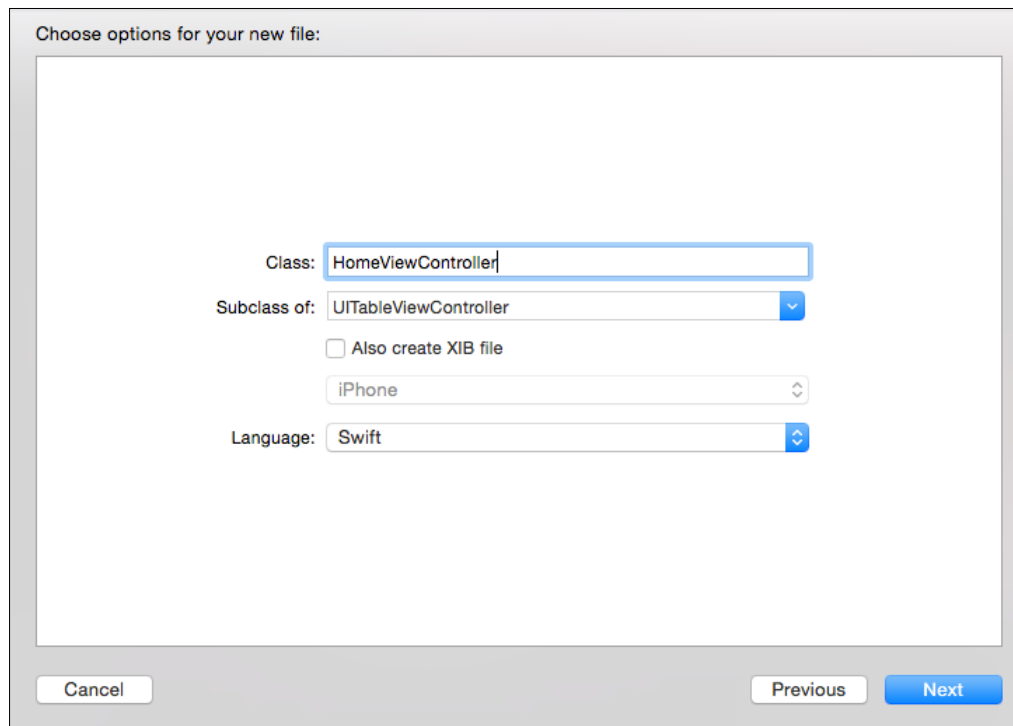 Choose options for your new file:
Class: HomeViewController
Subclass of: UITableViewController
Also create XIB file
iPhone
Language: Swift
Cancel Previous Next